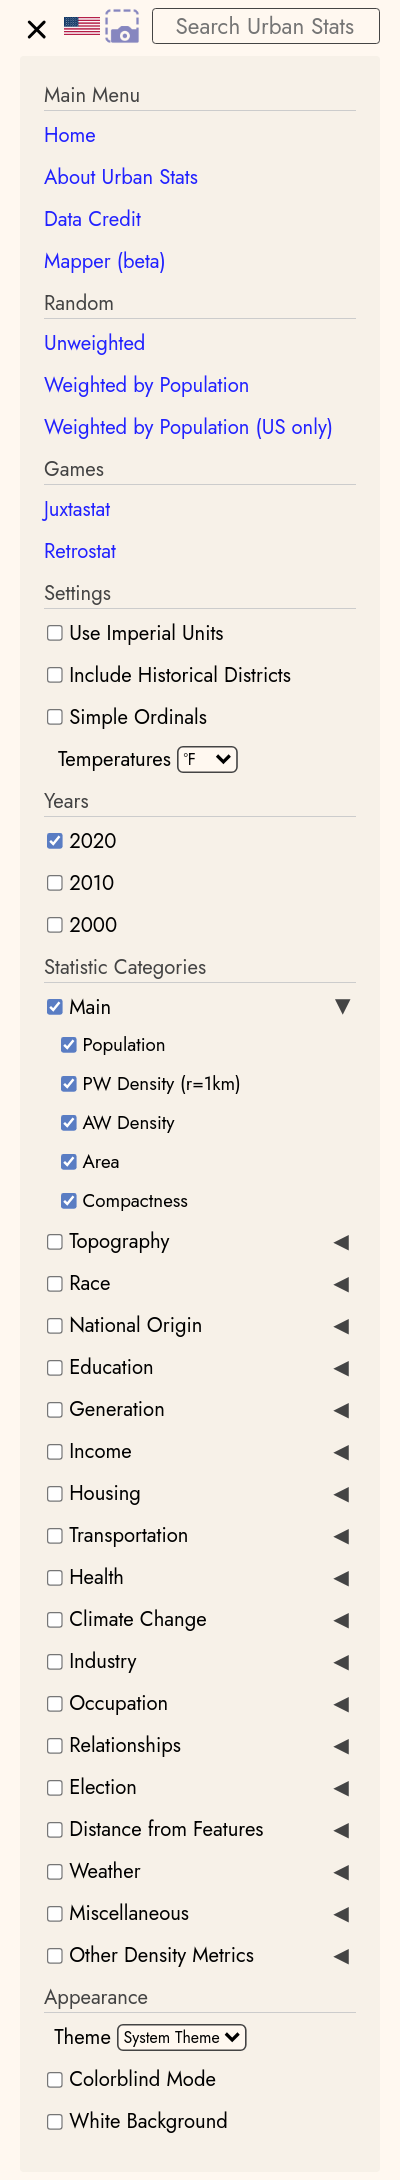 Search Urban Stats
Main Menu
Home
About Urban Stats
Data Credit
Mapper (beta)
Random
Unweighted
Weighted by Population
Weighted by Population (US only)
Games
Juxtastat
Retrostat
Settings
Use Imperial Units
Include Historical Districts
Simple Ordinals
Temperatures °F
Years
2020
2010
2000
Statistic Categories
Main
Population
PW Density (r=1km)
AW Density
Area
Compactness
Topography
Race
National Origin
Education
Generation
Income
Housing
Transportation
Health
Climate Change
Industry
Occupation
Relationships
Election
Distance from Features
Weather
Miscellaneous
Other Density Metrics
Appearance
Theme System Theme
Colorblind Mode
White Background